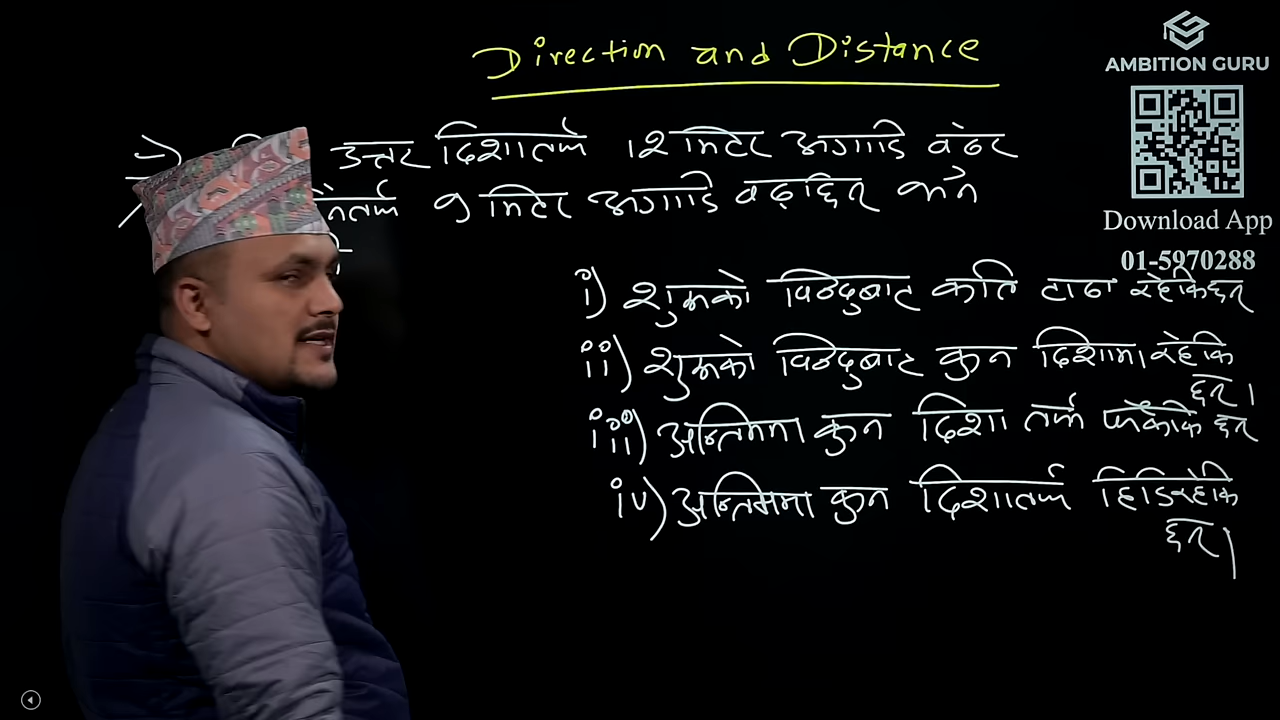 Direction and Distance
AMBITION GURU
उत्तर दिशातर्फ 12 मिटर अगाडि बढेर
9 मिटर अगाडि बढ्छिन् भने
Download App
01-5970288
i) शुरूको विन्दुबाट कति टाढा रहेकिछन्
ii) शुरूको विन्दुबाट कुन दिशामा रहेकि
छन् ।
iii) अन्तिममा कुन दिशा तर्फ फर्केकि छन्
iv) अन्तिममा कुन दिशातर्फ हिँडिरहेकि
छन् ।